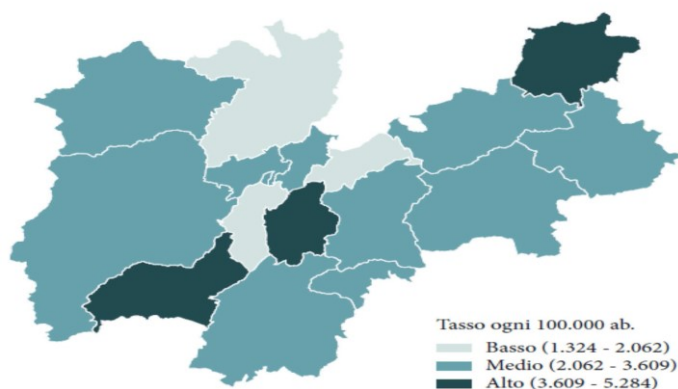 Tasso ogni 100.000 ab.
Basso (1.324 - 2.062)
Medio (2.062 - 3.609)
Alto (3.609 - 5.284)